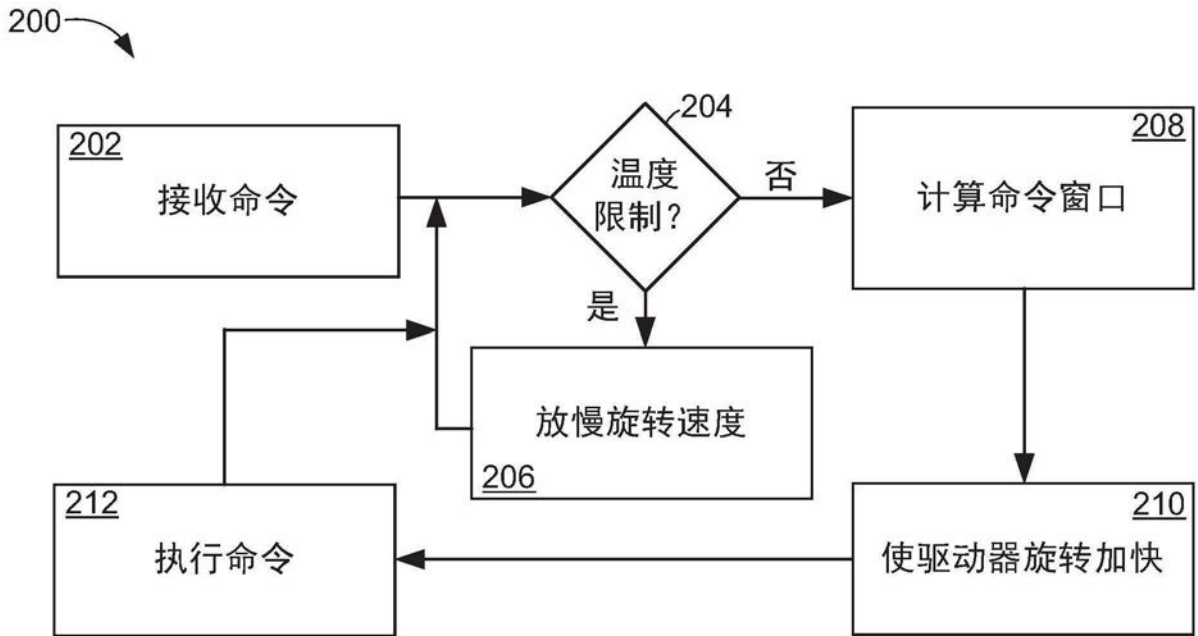 200
202
接收命令
204
温度
限制?
否
208
计算命令窗口
是
放慢旋转速度
206
212
执行命令
210
使驱动器旋转加快